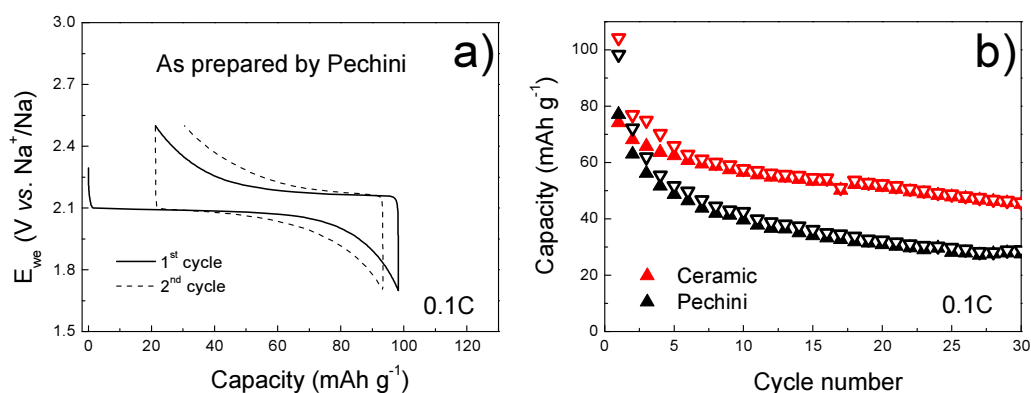 a)
As prepared by Pechini
3.0
2.7
2.4
2.1
1.8
1.5
E_we (V vs. Na⁺/Na)
1ˢᵗ cycle
2ⁿᵈ cycle
0.1C
0 20 40 60 80 100 120
Capacity (mAh g⁻¹)
b)
100
80
60
40
20
0
Capacity (mAh g⁻¹)
Ceramic
Pechini
0.1C
0 5 10 15 20 25 30
Cycle number